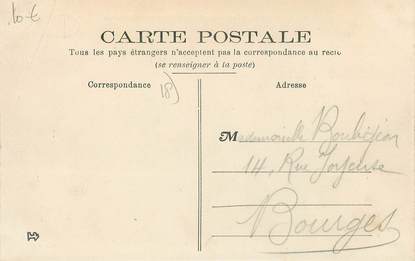 10 €
CARTE POSTALE
Tous les pays étrangers n'acceptent pas la correspondance au recto
(se renseigner à la poste)
Correspondance
Adresse
18)
Mademoiselle
14, Rue Joyeuse
Bourges